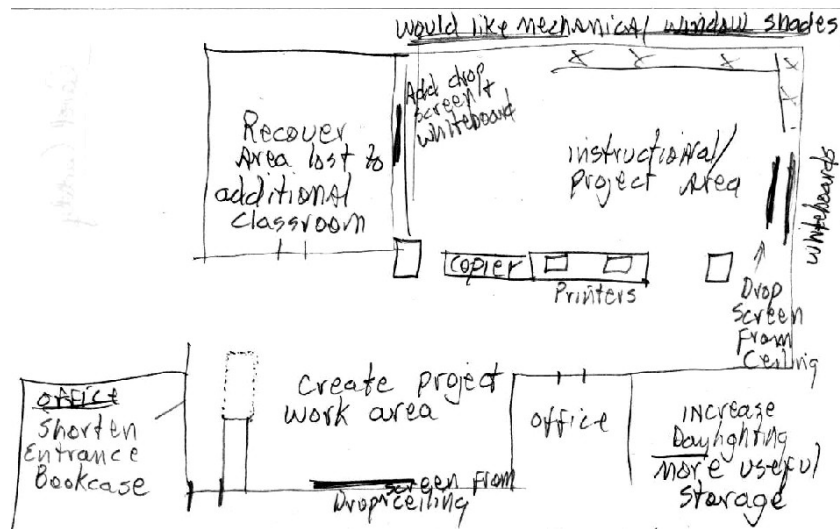 would like mechanical window shades
Add drop
screen +
whiteboard
Recover
Area lost to
additional
classroom
instructional/
project Area
whiteboards
copier
Printers
Drop
Screen
From
Ceiling
office
Shorten
Entrance
Bookcase
Create project
work area
Screen From
Drop ceiling
office
increase
Daylighting
more useful
Storage